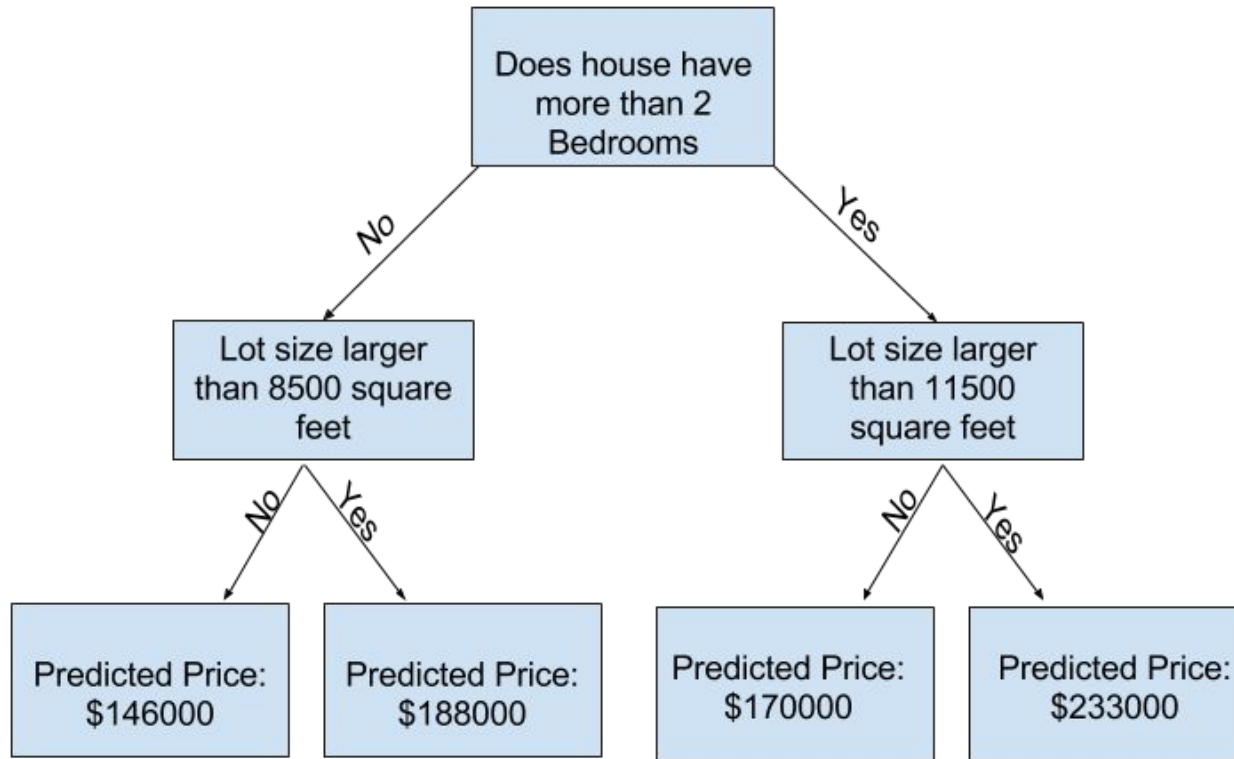 Does house have
more than 2
Bedrooms
No
Yes
Lot size larger
than 8500 square
feet
Lot size larger
than 11500
square feet
No
Yes
No
Yes
Predicted Price:
$146000
Predicted Price:
$188000
Predicted Price:
$170000
Predicted Price:
$233000